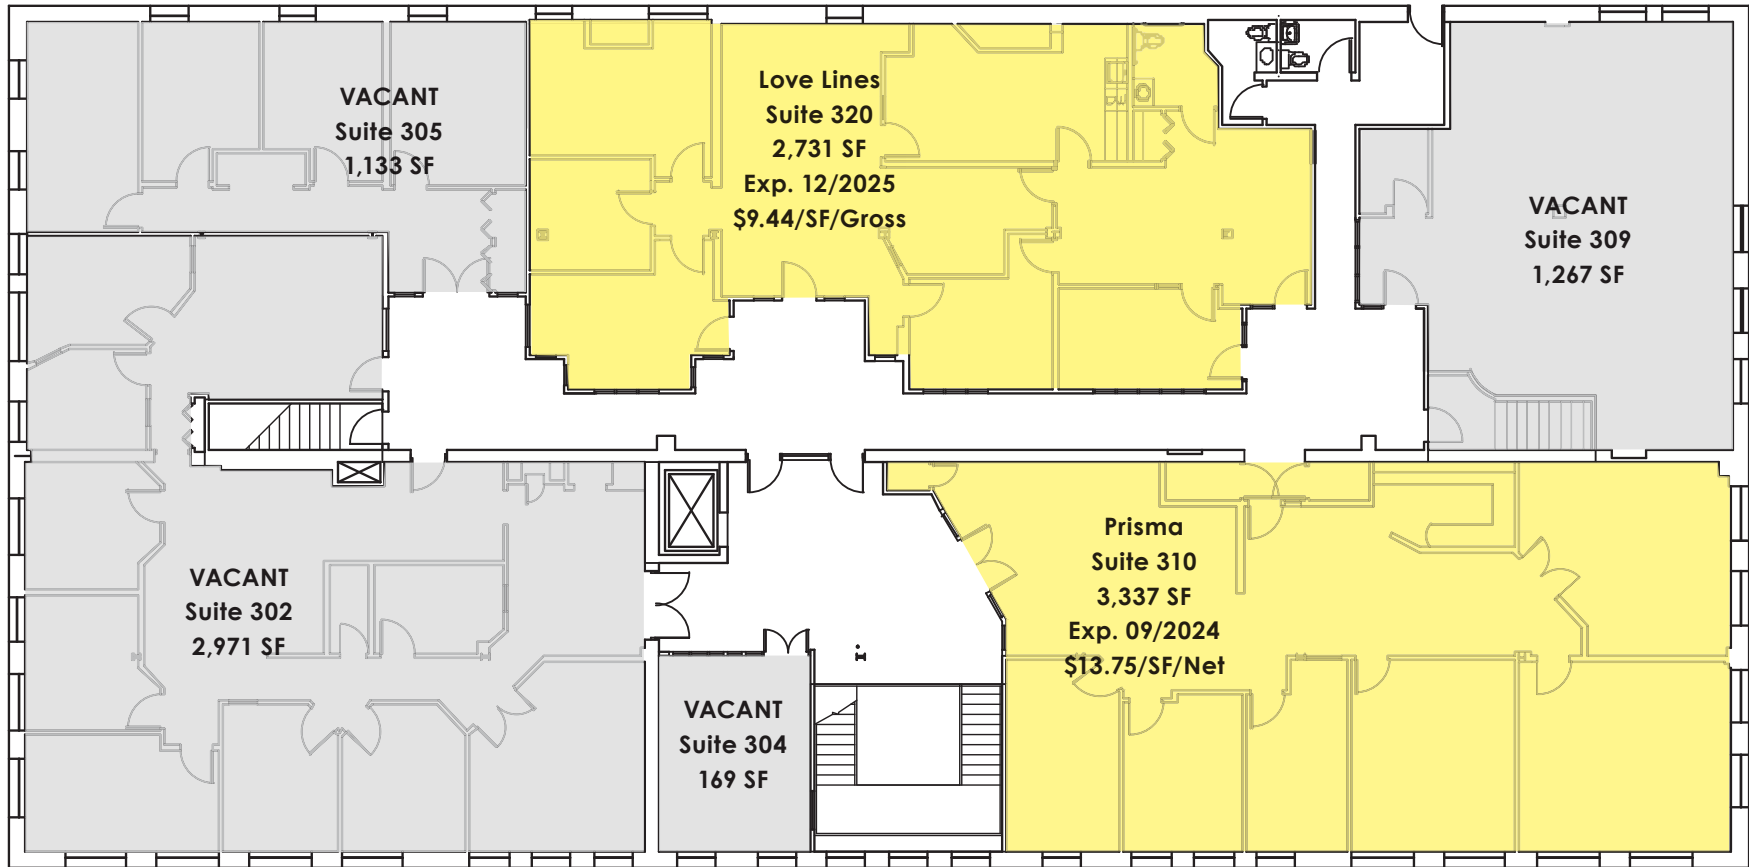 VACANT
Suite 305
1,133 SF
Love Lines
Suite 320
2,731 SF
Exp. 12/2025
$9.44/SF/Gross
VACANT
Suite 309
1,267 SF
VACANT
Suite 302
2,971 SF
VACANT
Suite 304
169 SF
Prisma
Suite 310
3,337 SF
Exp. 09/2024
$13.75/SF/Net